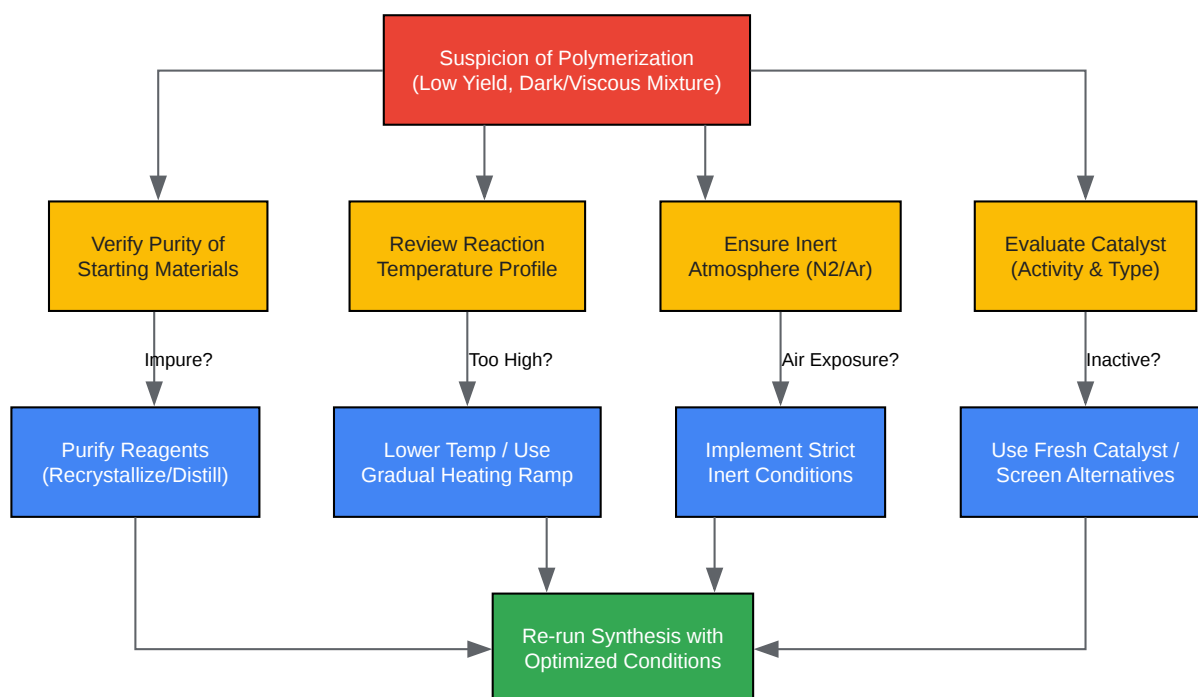 Suspicion of Polymerization
(Low Yield, Dark/Viscous Mixture)
Verify Purity of
Starting Materials
Review Reaction
Temperature Profile
Ensure Inert
Atmosphere (N2/Ar)
Evaluate Catalyst
(Activity & Type)
Impure?
Too High?
Air Exposure?
Inactive?
Purify Reagents
(Recrystallize/Distill)
Lower Temp / Use
Gradual Heating Ramp
Implement Strict
Inert Conditions
Use Fresh Catalyst /
Screen Alternatives
Re-run Synthesis with
Optimized Conditions